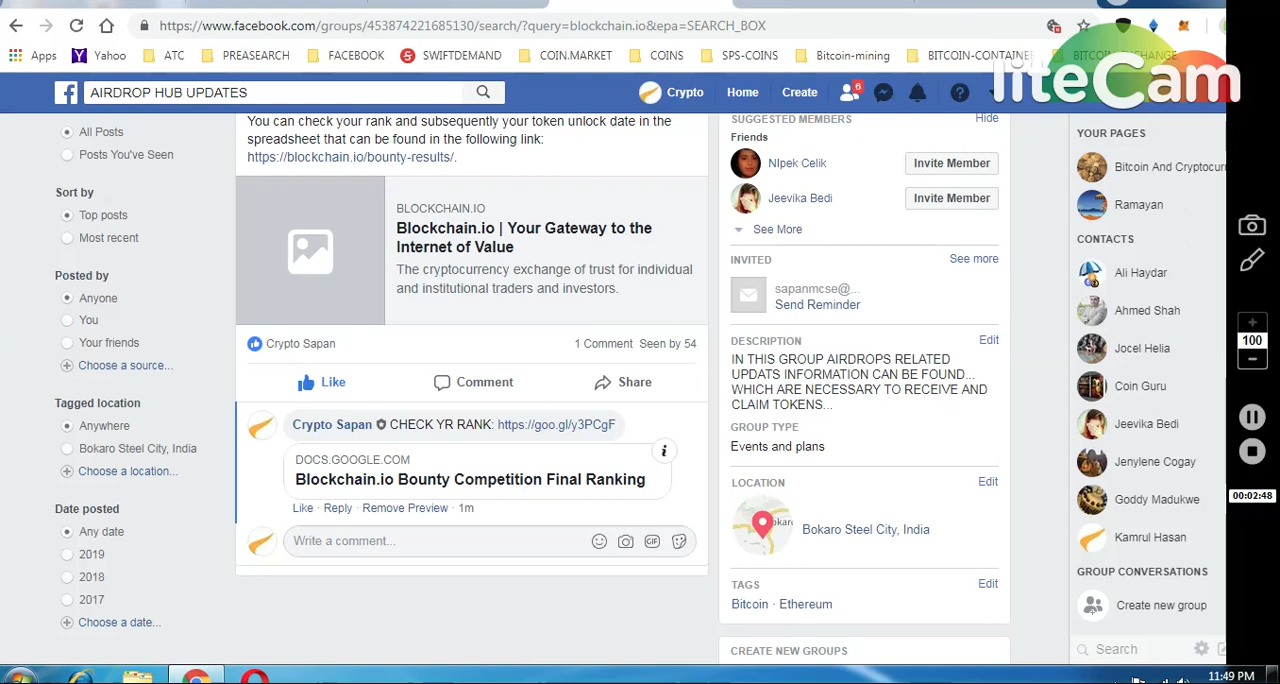 https://www.facebook.com/groups/453874221685130/search/?query=blockchain.io&epa=SEARCH_BOX
Apps Yahoo ATC PREASEARCH FACEBOOK SWIFTDEMAND COIN.MARKET COINS SPS-COINS Bitcoin-mining BITCOIN-CONTAINE BITCOIN-EXCHANGE
liteCam
AIRDROP HUB UPDATES
Crypto Home Create 6
All Posts
Posts You've Seen
Sort by
Top posts
Most recent
Posted by
Anyone
You
Your friends
Choose a source...
Tagged location
Anywhere
Bokaro Steel City, India
Choose a location...
Date posted
Any date
2019
2018
2017
Choose a date...
You can check your rank and subsequently your token unlock date in the
spreadsheet that can be found in the following link:
https://blockchain.io/bounty-results/.
BLOCKCHAIN.IO
Blockchain.io | Your Gateway to the
Internet of Value
The cryptocurrency exchange of trust for individual
and institutional traders and investors.
Crypto Sapan 1 Comment Seen by 54
Like Comment Share
Crypto Sapan CHECK YR RANK: https://goo.gl/y3PCgF
DOCS.GOOGLE.COM
Blockchain.io Bounty Competition Final Ranking
Like · Reply · Remove Preview · 1m
Write a comment...
GIF
SUGGESTED MEMBERS Hide
Friends
NIpek Celik Invite Member
Jeevika Bedi Invite Member
See More
INVITED See more
sapanmcse@...
Send Reminder
DESCRIPTION Edit
IN THIS GROUP AIRDROPS RELATED
UPDATS INFORMATION CAN BE FOUND...
WHICH ARE NECESSARY TO RECEIVE AND
CLAIM TOKENS...
GROUP TYPE
Events and plans
LOCATION Edit
Bokaro Steel City, India
TAGS Edit
Bitcoin · Ethereum
CREATE NEW GROUPS
YOUR PAGES
Bitcoin And Cryptocurr
Ramayan
CONTACTS
Ali Haydar
Ahmed Shah
Jocel Helia
Coin Guru
Jeevika Bedi
Jenylene Cogay
Goddy Madukwe
Kamrul Hasan
GROUP CONVERSATIONS
Create new group
Search
100
00:02:48
11:49 PM